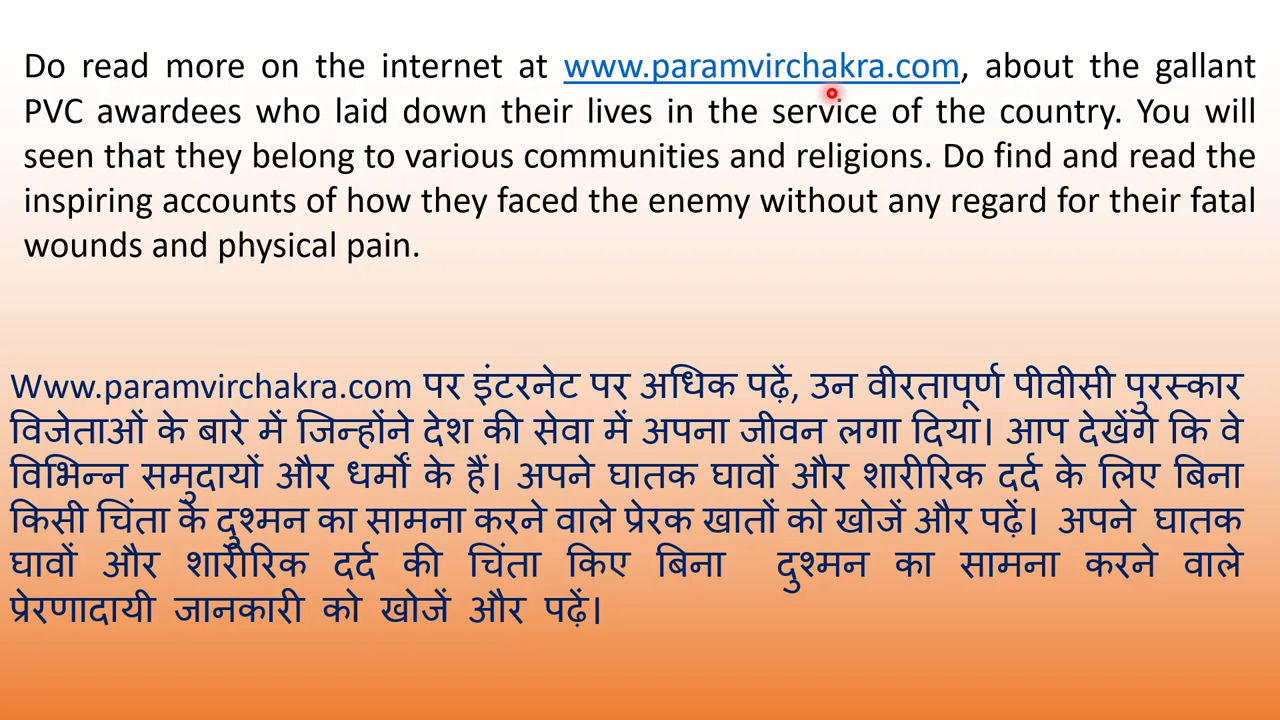 Do read more on the internet at www.paramvirchakra.com, about the gallant
PVC awardees who laid down their lives in the service of the country. You will
seen that they belong to various communities and religions. Do find and read the
inspiring accounts of how they faced the enemy without any regard for their fatal
wounds and physical pain.
Www.paramvirchakra.com पर इंटरनेट पर अधिक पढ़ें, उन वीरतापूर्ण पीवीसी पुरस्कार
विजेताओं के बारे में जिन्होंने देश की सेवा में अपना जीवन लगा दिया। आप देखेंगे कि वे
विभिन्न समुदायों और धर्मों के हैं। अपने घातक घावों और शारीरिक दर्द के लिए बिना
किसी चिंता के दुश्मन का सामना करने वाले प्रेरक खातों को खोजें और पढ़ें। अपने घातक
घावों और शारीरिक दर्द की चिंता किए बिना दुश्मन का सामना करने वाले
प्रेरणादायी जानकारी को खोजें और पढ़ें।